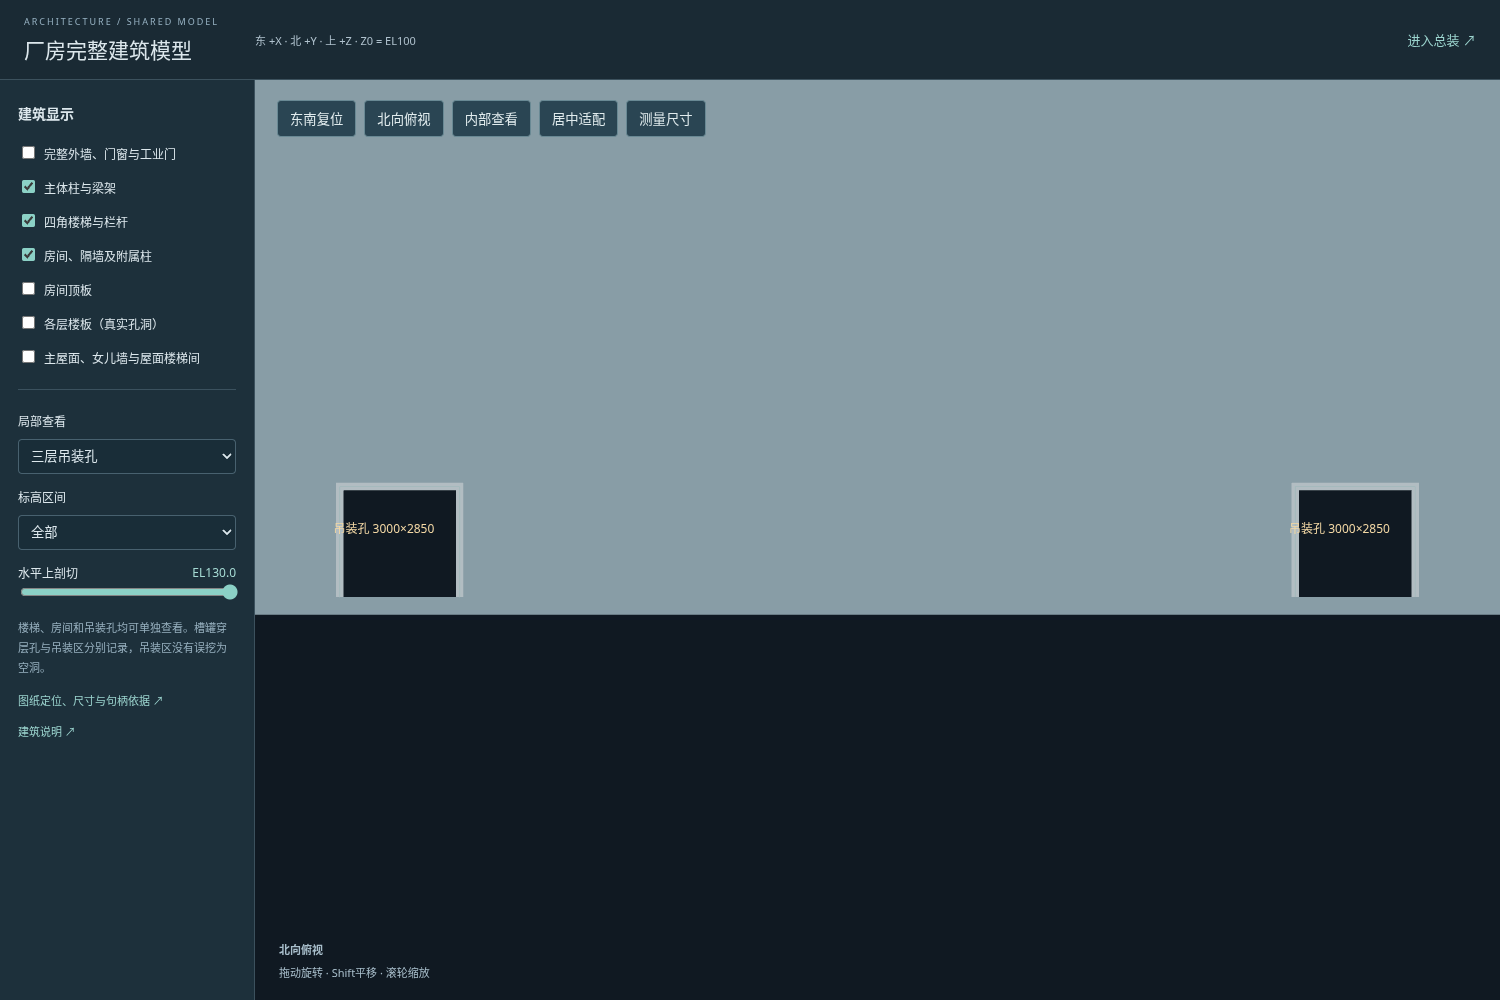 ARCHITECTURE / SHARED MODEL
厂房完整建筑模型
东 +X · 北 +Y · 上 +Z · Z0 = EL100
进入总装 ↗
建筑显示
完整外墙、门窗与工业门
主体柱与梁架
四角楼梯与栏杆
房间、隔墙及附属柱
房间顶板
各层楼板（真实孔洞）
主屋面、女儿墙与屋面楼梯间
局部查看
三层吊装孔
标高区间
全部
水平上剖切 EL130.0
楼梯、房间和吊装孔均可单独查看。槽罐穿
层孔与吊装区分别记录，吊装区没有误挖为
空洞。
图纸定位、尺寸与句柄依据 ↗
建筑说明 ↗
东南复位 北向俯视 内部查看 居中适配 测量尺寸
吊装孔 3000×2850 吊装孔 3000×2850
北向俯视
拖动旋转 · Shift平移 · 滚轮缩放